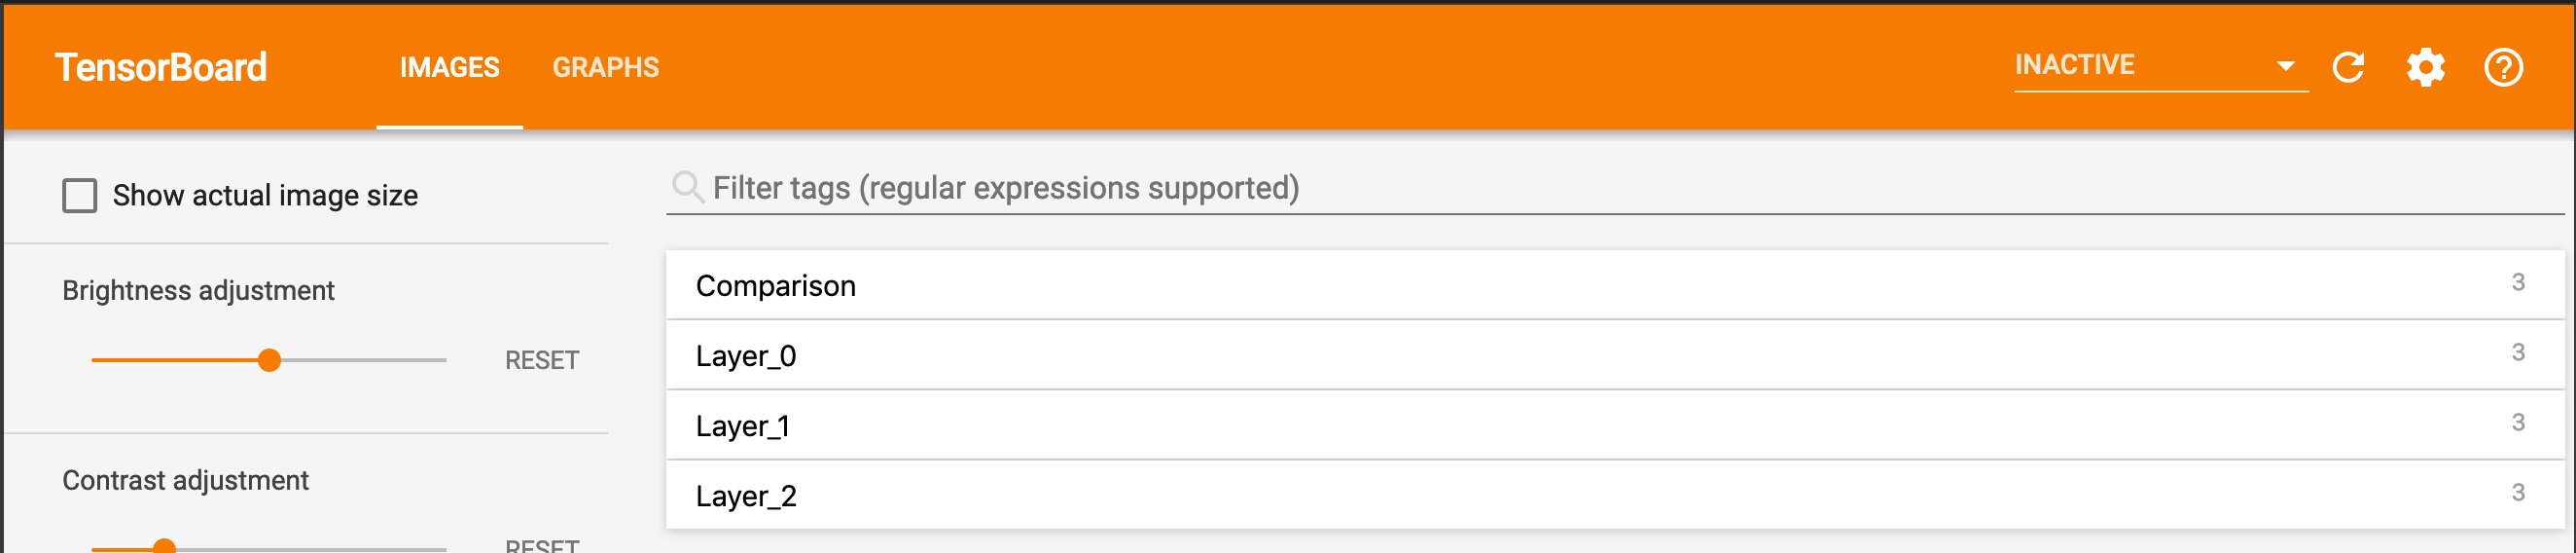 TensorBoard IMAGES GRAPHS INACTIVE
Show actual image size
Filter tags (regular expressions supported)
Brightness adjustment
RESET
Contrast adjustment
RESET
Comparison 3
Layer_0 3
Layer_1 3
Layer_2 3